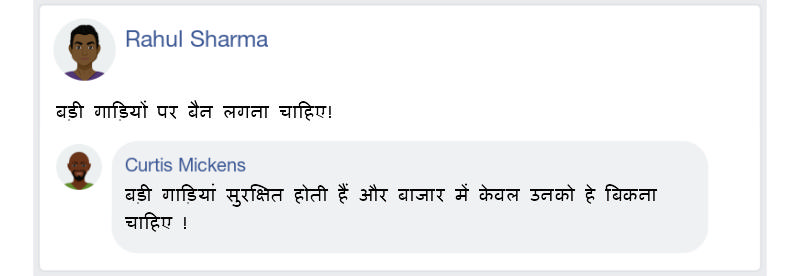 Rahul Sharma
बड़ी गाड़ियों पर बैन लगना चाहिए!
Curtis Mickens
बड़ी गाड़ियां सुरक्षित होती हैं और बाजार में केवल उनको हे बिकना
चाहिए !